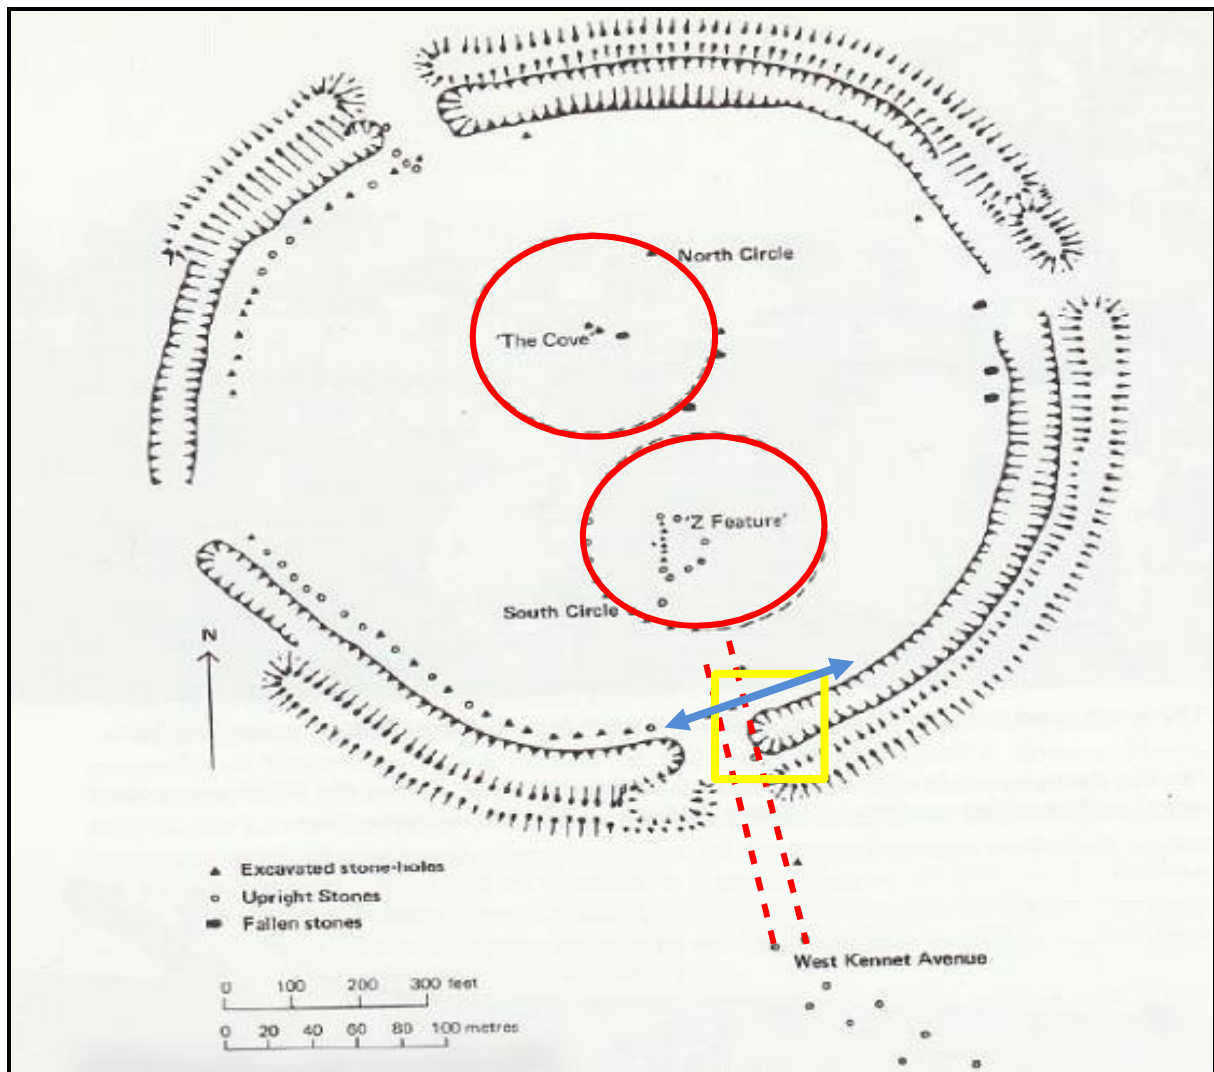 North Circle
'The Cove'
'Z Feature'
South Circle
N
Excavated stone-holes
Upright Stones
Fallen stones
West Kennet Avenue
0 100 200 300 feet
0 20 40 60 80 100 metres